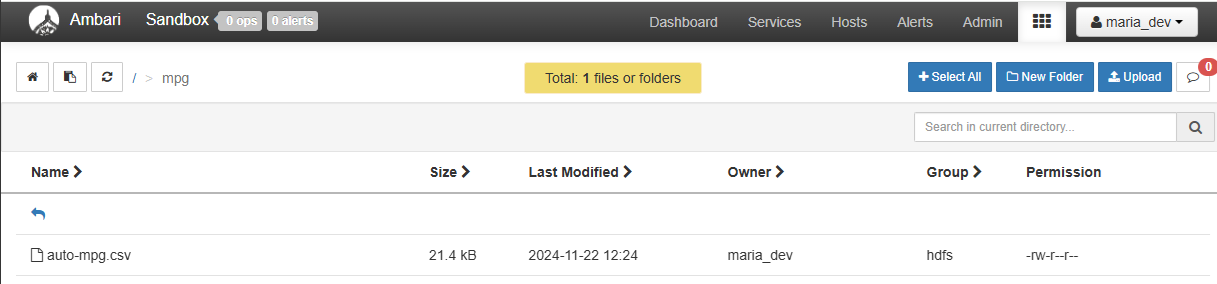 Ambari Sandbox 0 ops 0 alerts Dashboard Services Hosts Alerts Admin maria_dev
/ > mpg Total: 1 files or folders Select All New Folder Upload 0
Search in current directory...
Name Size Last Modified Owner Group Permission
auto-mpg.csv 21.4 kB 2024-11-22 12:24 maria_dev hdfs -rw-r--r--